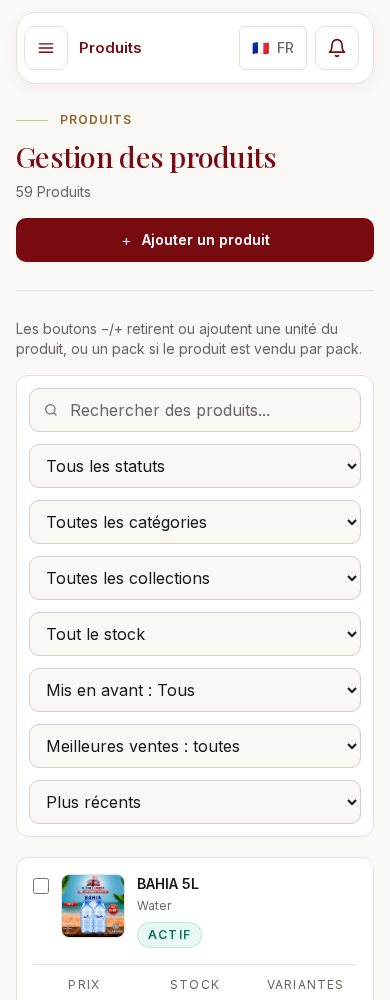 Produits
FR
PRODUITS
Gestion des produits
59 Produits
+ Ajouter un produit
Les boutons −/+ retirent ou ajoutent une unité du
produit, ou un pack si le produit est vendu par pack.
Rechercher des produits...
Tous les statuts
Toutes les catégories
Toutes les collections
Tout le stock
Mis en avant : Tous
Meilleures ventes : toutes
Plus récents
BAHIA 5L
Water
BAHIA
ACTIF
PRIX STOCK VARIANTES